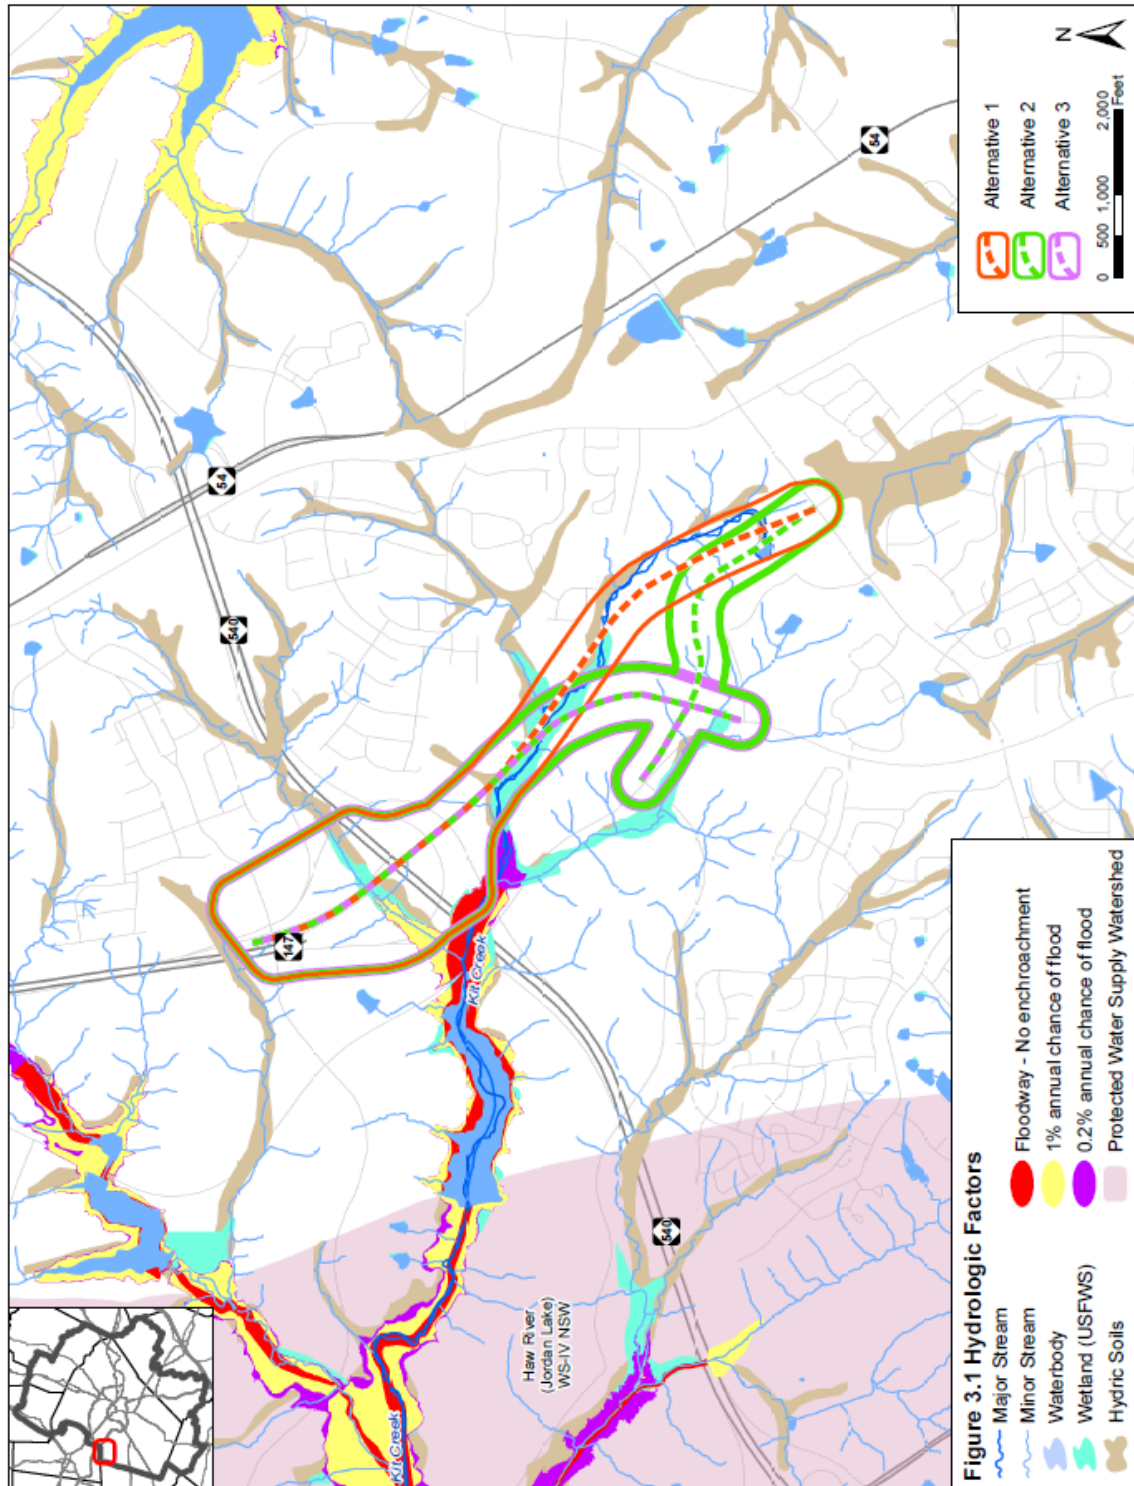 54
54
540
147
Kit Creek
540
Haw River
(Jordan Lake)
WS-IV NSW
Kit Creek
Figure 3.1 Hydrologic Factors
Major Stream
Minor Stream
Waterbody
Wetland (USFWS)
Hydric Soils
Floodway - No enchroachment
1% annual chance of flood
0.2% annual chance of flood
Protected Water Supply Watershed
Alternative 1
Alternative 2
Alternative 3
N
0 500 1,000 2,000
Feet